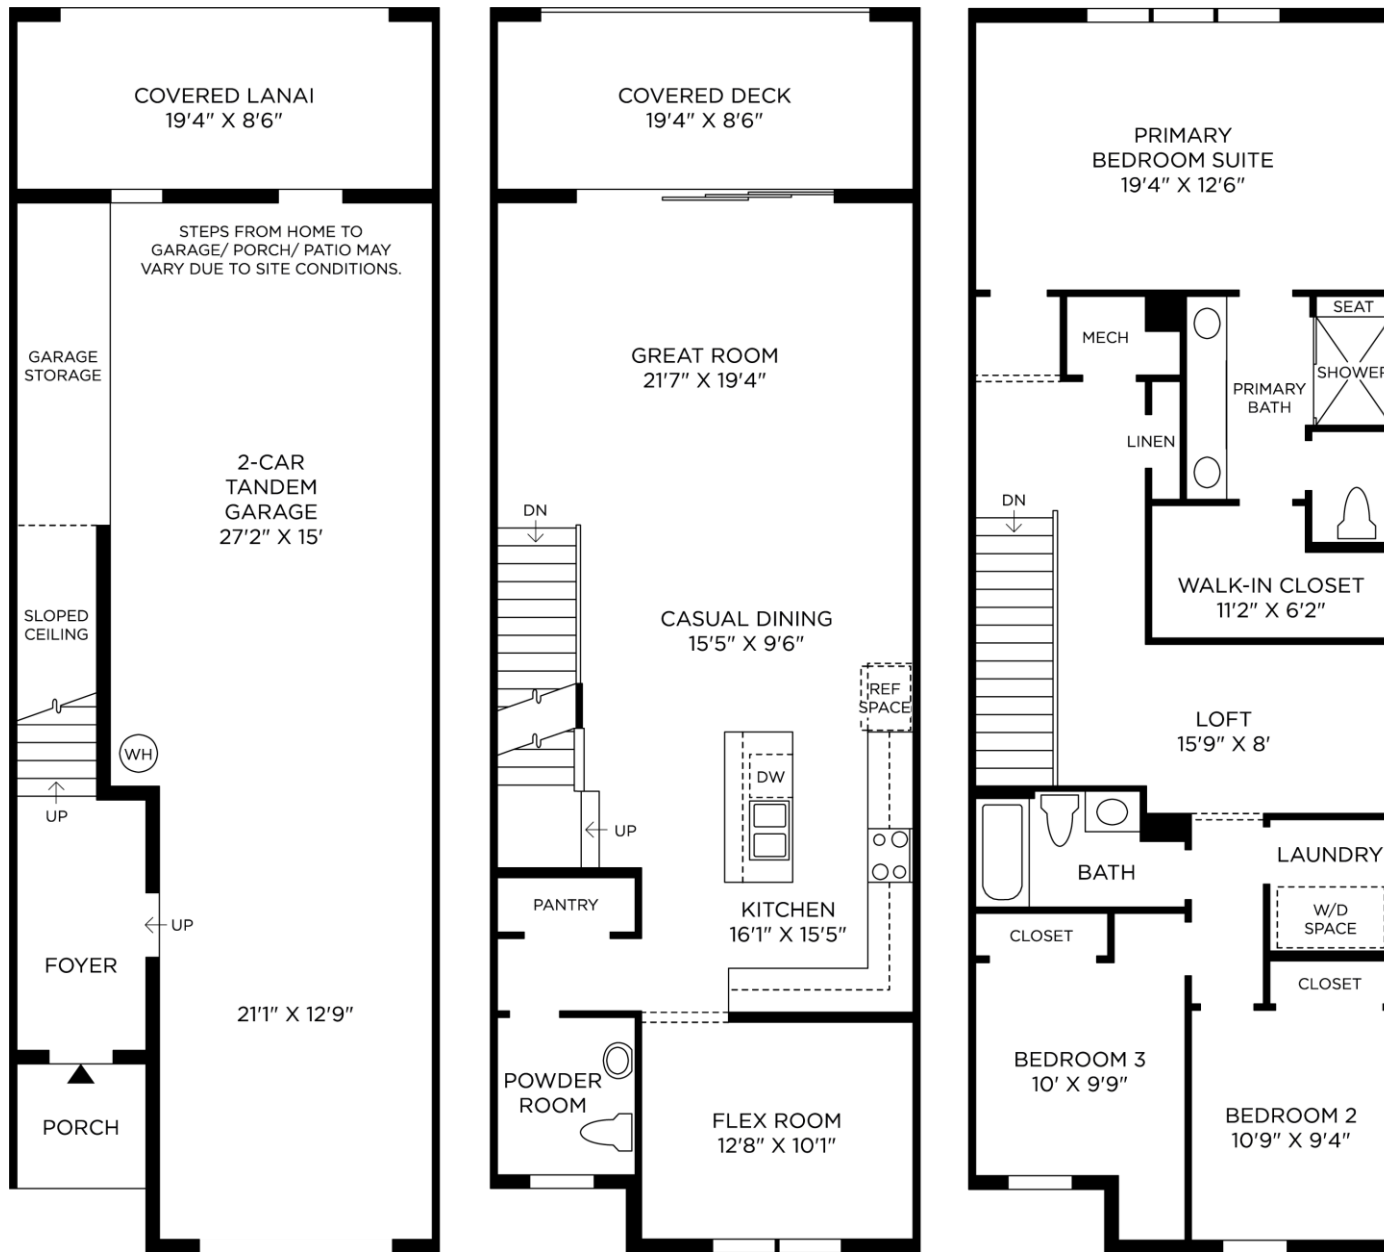 COVERED LANAI
19'4" X 8'6"
STEPS FROM HOME TO
GARAGE/ PORCH/ PATIO MAY
VARY DUE TO SITE CONDITIONS.
GARAGE
STORAGE
2-CAR
TANDEM
GARAGE
27'2" X 15'
SLOPED
CEILING
WH
UP
UP
FOYER
21'1" X 12'9"
PORCH
COVERED DECK
19'4" X 8'6"
GREAT ROOM
21'7" X 19'4"
DN
CASUAL DINING
15'5" X 9'6"
REF
SPACE
DW
UP
PANTRY
KITCHEN
16'1" X 15'5"
POWDER
ROOM
FLEX ROOM
12'8" X 10'1"
PRIMARY
BEDROOM SUITE
19'4" X 12'6"
SEAT
MECH
SHOWER
PRIMARY
BATH
LINEN
DN
WALK-IN CLOSET
11'2" X 6'2"
LOFT
15'9" X 8'
LAUNDRY
BATH
W/D
SPACE
CLOSET
CLOSET
BEDROOM 3
10' X 9'9"
BEDROOM 2
10'9" X 9'4"